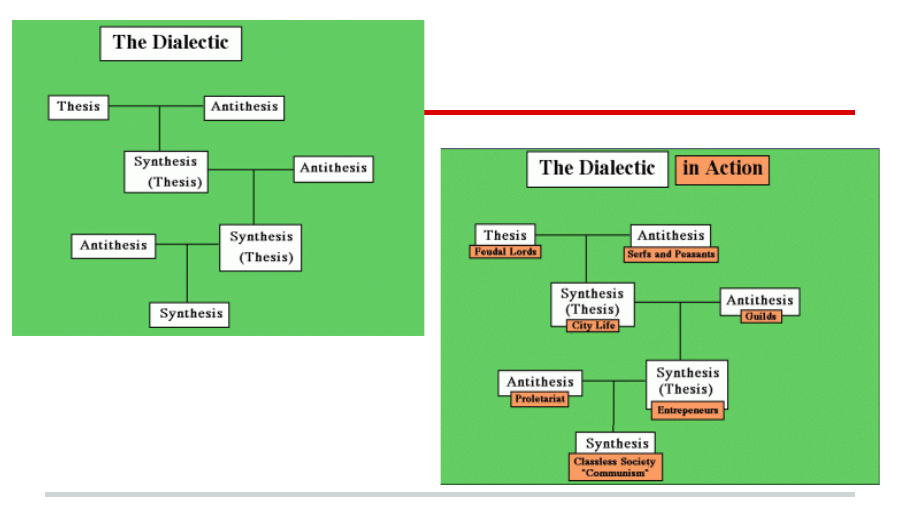 The Dialectic
Thesis
Antithesis
Synthesis
(Thesis)
Antithesis
Antithesis
Synthesis
(Thesis)
Synthesis
The Dialectic
in Action
Thesis
Feudal Lords
Antithesis
Serfs and Peasants
Synthesis
(Thesis)
City Life
Antithesis
Guilds
Antithesis
Proletariat
Synthesis
(Thesis)
Entrepeneurs
Synthesis
Classless Society
"Communism"